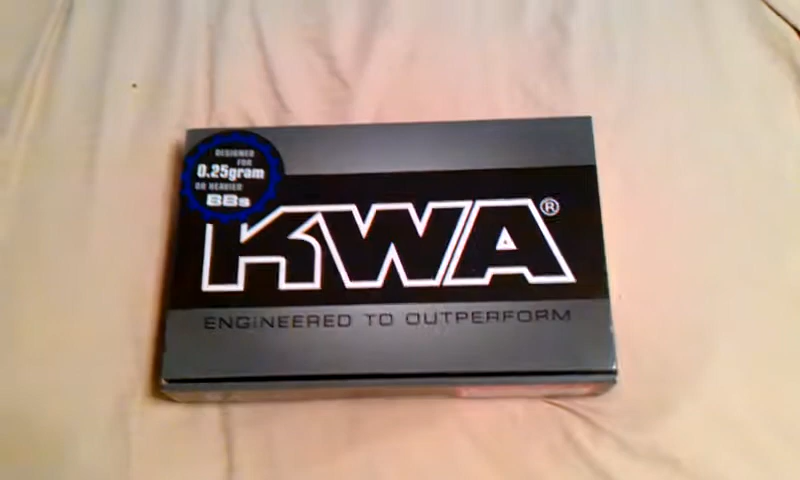 DESIGNED
FOR
0.25gram
OR HEAVIER
BBs
KWA®
ENGINEERED TO OUTPERFORM